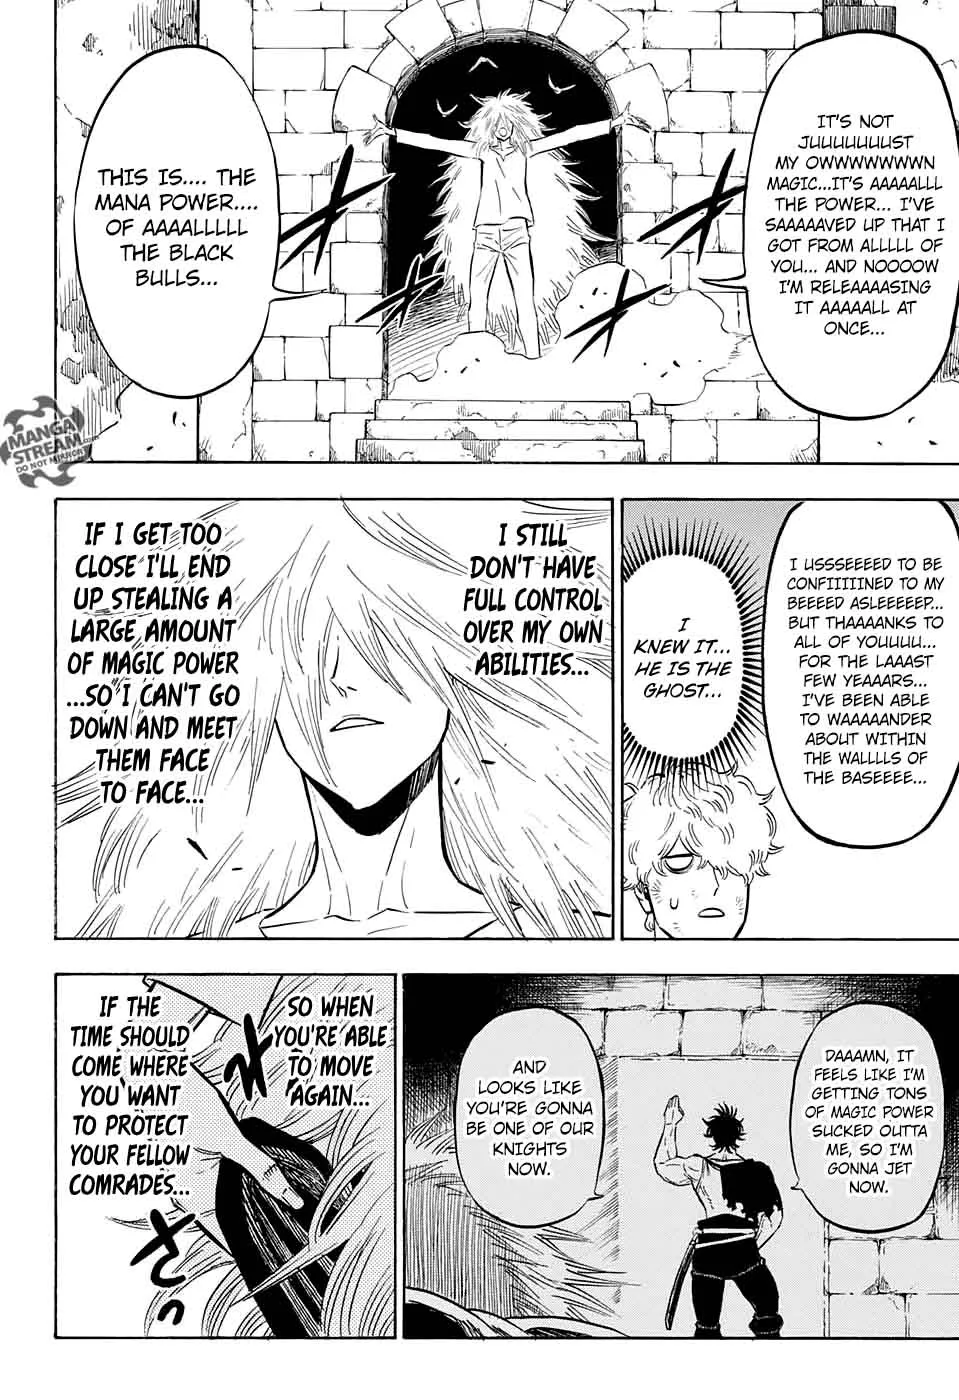 IT'S NOT
JUUUUUUUST
MY OWWWWWWWN
MAGIC...IT'S AAAAALLL
THE POWER... I'VE
SAAAAAVED UP THAT I
GOT FROM ALLLLL OF
YOU... AND NOOOOW
I'M RELEAAAASING
IT AAAAALL AT
ONCE...
THIS IS.... THE
MANA POWER....
OF AAAALLLLL
THE BLACK
BULLS...
MANGA
STREAM.com
DO NOT MIRROR
I USSSEEEED TO BE
CONFIIIIINED TO MY
BEEEED ASLEEEEEP...
BUT THAAAANKS TO
ALL OF YOUUUU...
FOR THE LAAAST
FEW YEAAARS...
I'VE BEEN ABLE
TO WAAAAANDER
ABOUT WITHIN
THE WALLLLS OF
THE BASEEEEE...
I
KNEW IT...
HE IS THE
GHOST...
I STILL
DON'T HAVE
FULL CONTROL
OVER MY OWN
ABILITIES...
IF I GET TOO
CLOSE I'LL END
UP STEALING A
LARGE AMOUNT
OF MAGIC POWER
...SO I CAN'T GO
DOWN AND MEET
THEM FACE
TO FACE...
DAAAMN, IT
FEELS LIKE I'M
GETTING TONS
OF MAGIC POWER
SUCKED OUTTA
ME, SO I'M
GONNA JET
NOW.
AND
LOOKS LIKE
YOU'RE GONNA
BE ONE OF OUR
KNIGHTS
NOW.
SO WHEN
YOU'RE ABLE
TO MOVE
AGAIN...
IF THE
TIME SHOULD
COME WHERE
YOU WANT
TO PROTECT
YOUR FELLOW
COMRADES...